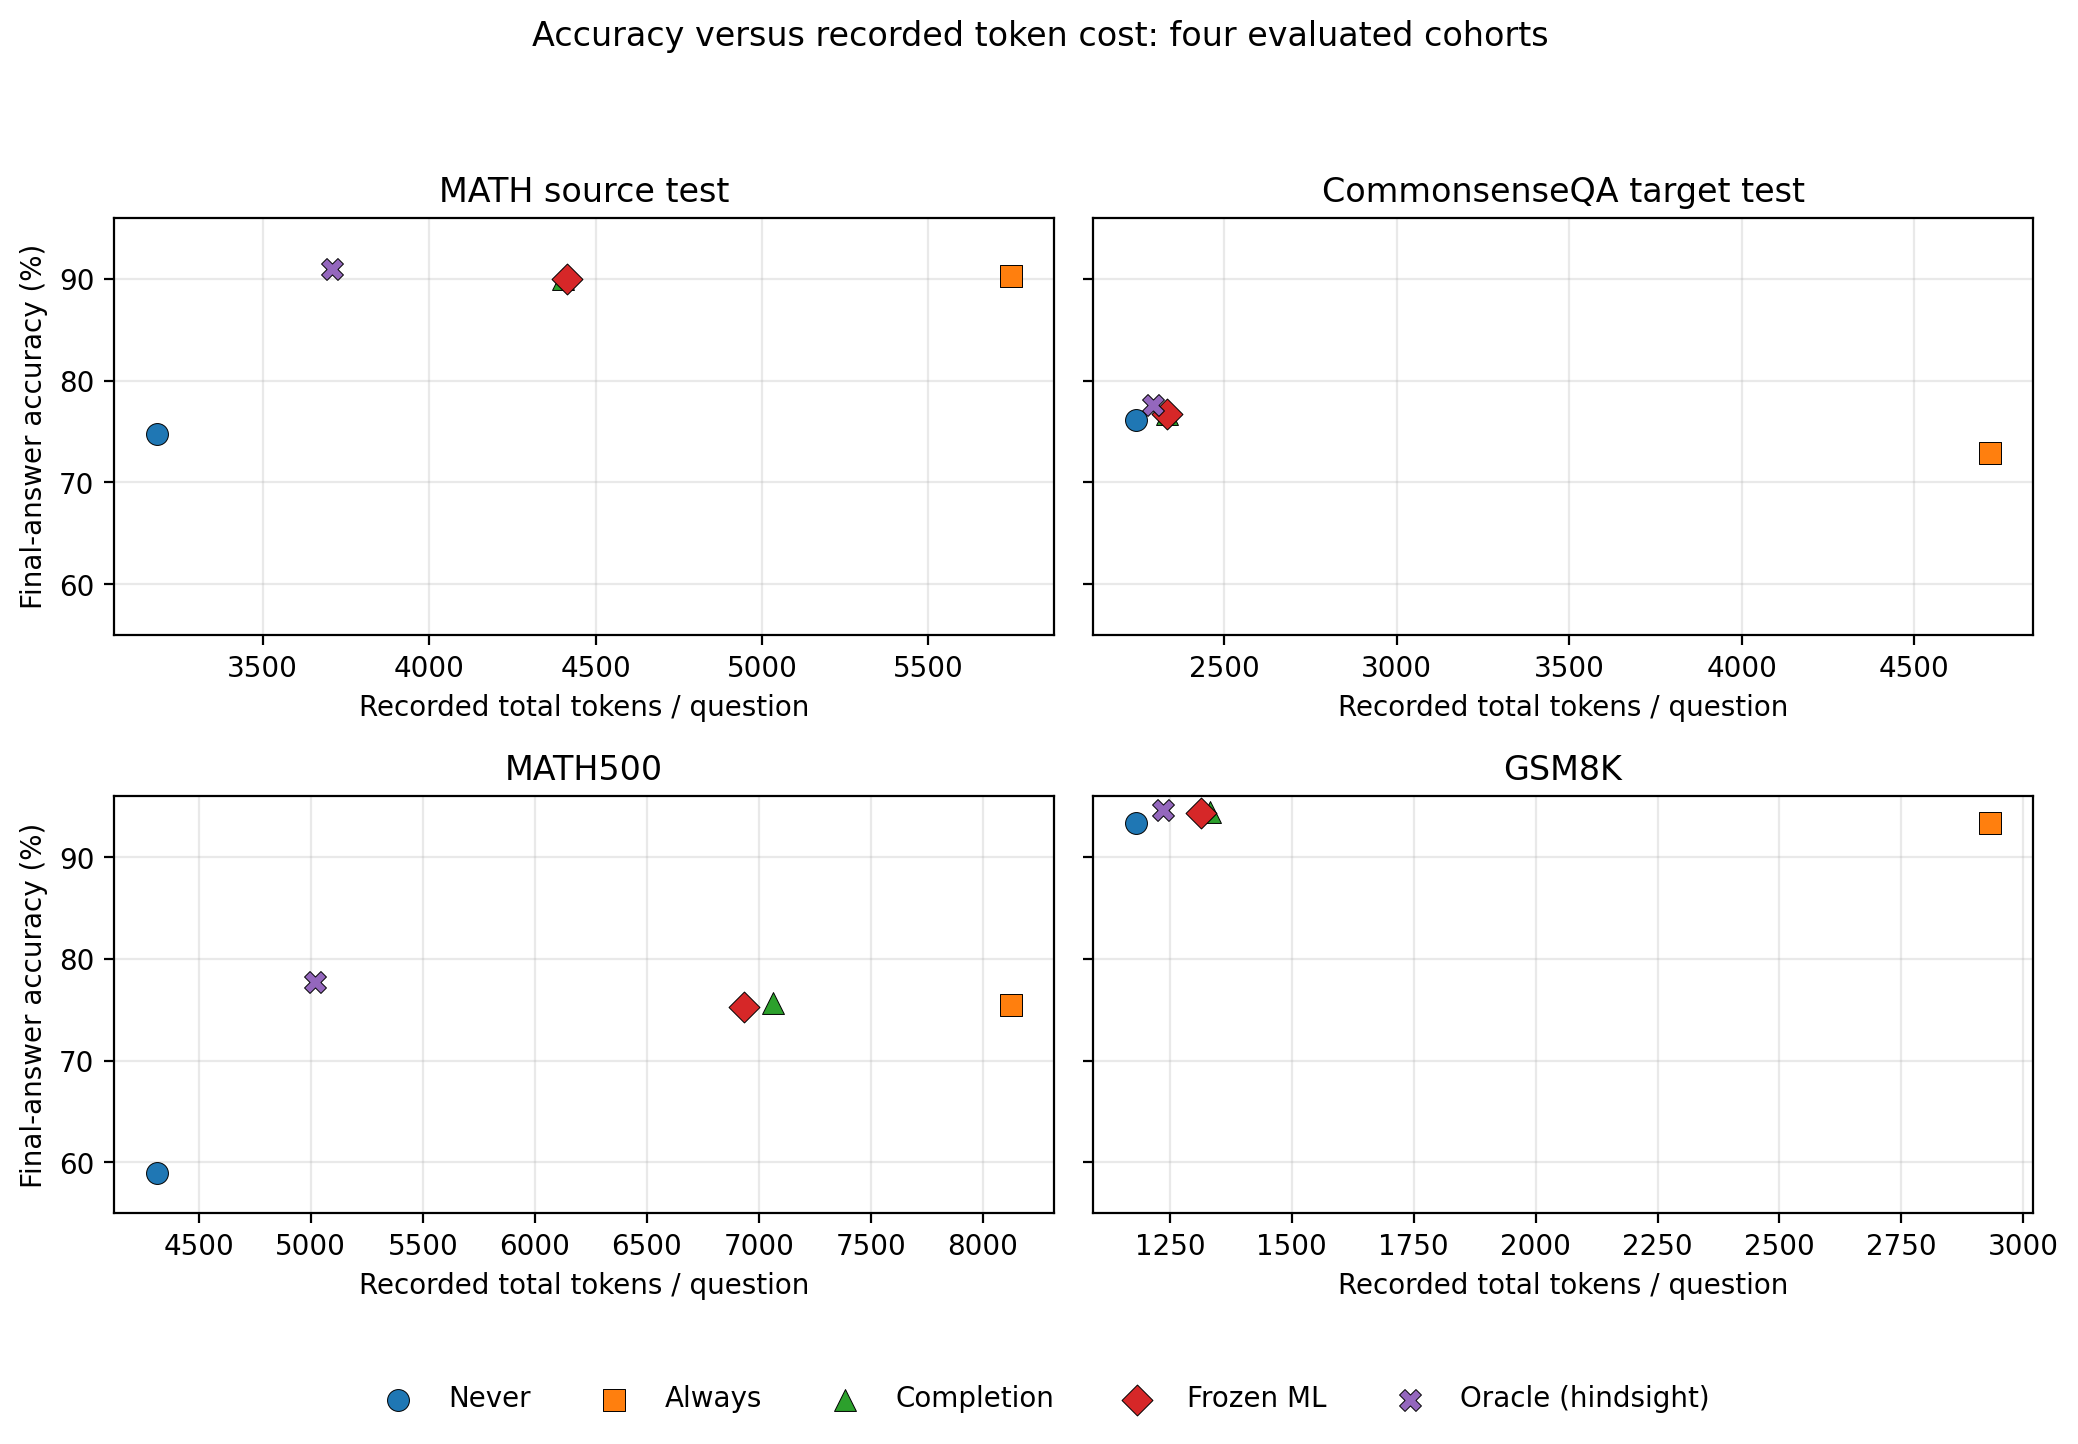 Accuracy versus recorded token cost: four evaluated cohorts
MATH source test
Final-answer accuracy (%)
90
80
70
60
3500 4000 4500 5000 5500
Recorded total tokens / question
CommonsenseQA target test
2500 3000 3500 4000 4500
Recorded total tokens / question
MATH500
Final-answer accuracy (%)
90
80
70
60
4500 5000 5500 6000 6500 7000 7500 8000
Recorded total tokens / question
GSM8K
1250 1500 1750 2000 2250 2500 2750 3000
Recorded total tokens / question
Never Always Completion Frozen ML Oracle (hindsight)